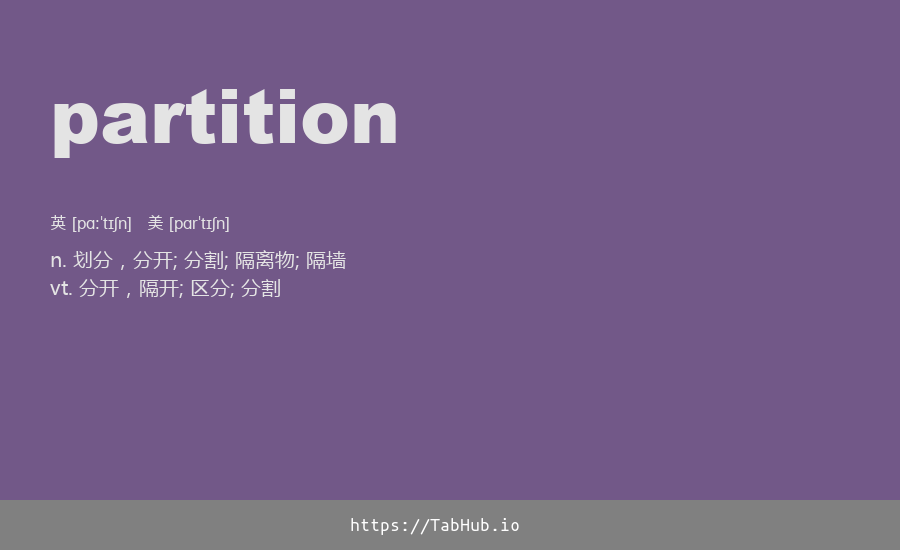 partition
英 [pɑːˈtɪʃn] 美 [pɑrˈtɪʃn]
n. 划分，分开; 分割; 隔离物; 隔墙
vt. 分开，隔开; 区分; 分割
https://TabHub.io